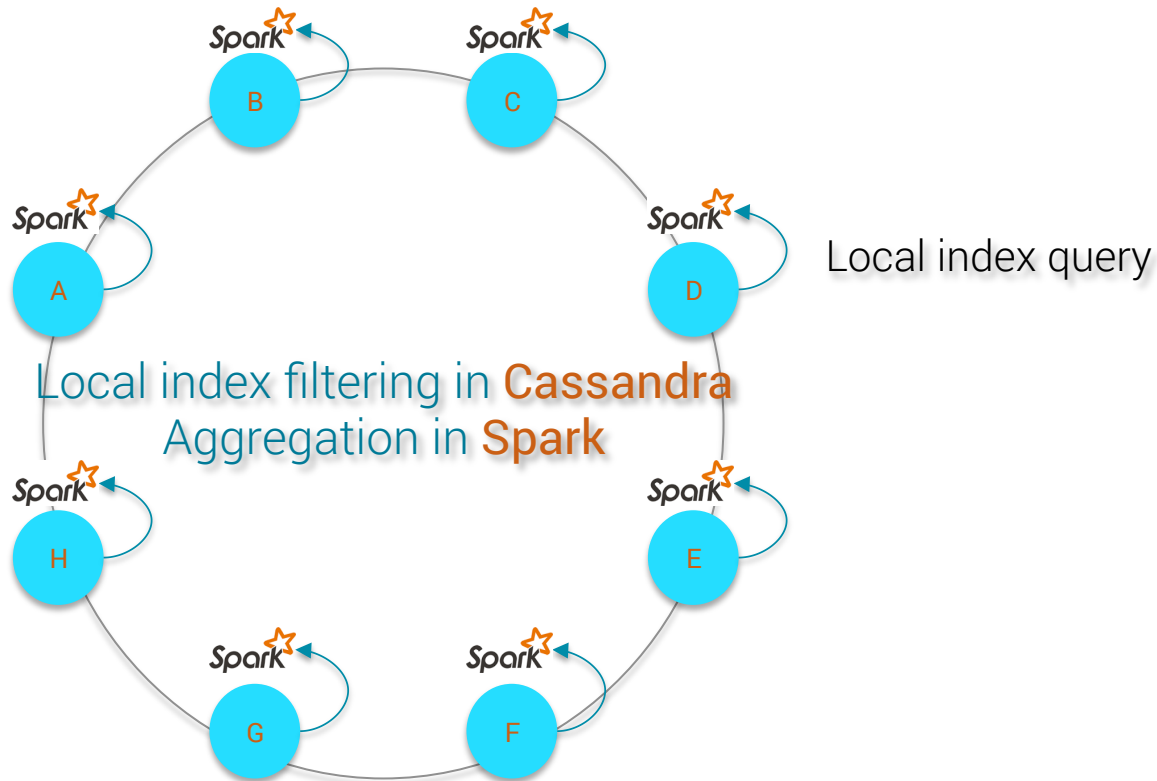 Spark
Spark
B
C
Spark
Spark
A
D
Local index query
Local index filtering in Cassandra
Aggregation in Spark
Spark
Spark
H
E
Spark
Spark
G
F